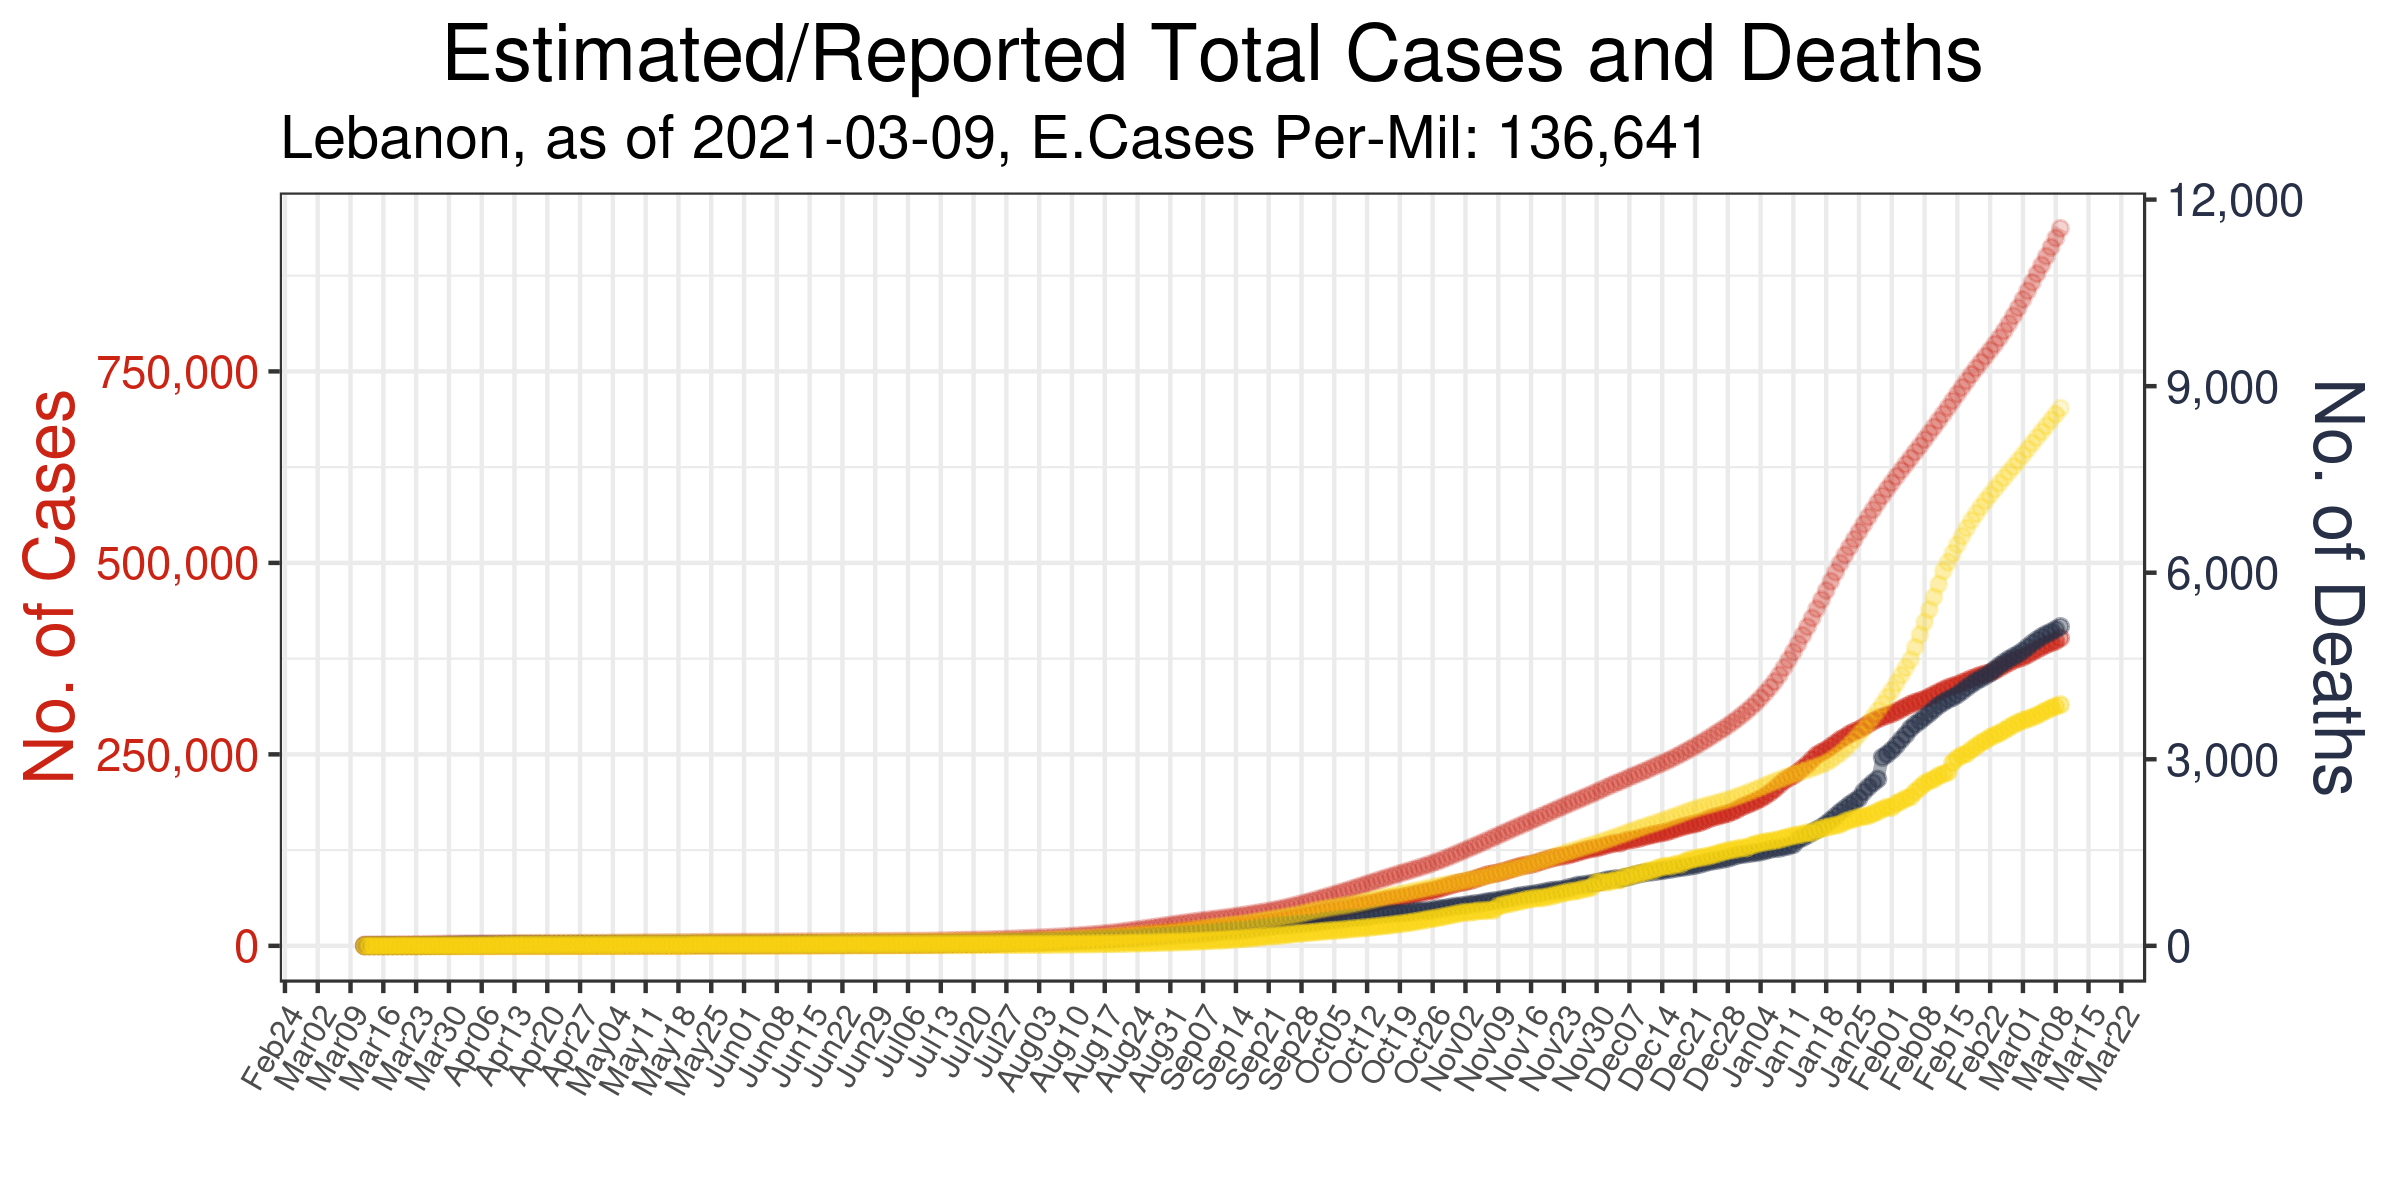 Estimated/Reported Total Cases and Deaths
Lebanon, as of 2021-03-09, E.Cases Per-Mil: 136,641
No. of Cases
750,000
500,000
250,000
0
12,000
9,000
6,000
3,000
0
No. of Deaths
Feb24
Mar02
Mar09
Mar16
Mar23
Mar30
Apr06
Apr13
Apr20
Apr27
May04
May11
May18
May25
Jun01
Jun08
Jun15
Jun22
Jun29
Jul06
Jul13
Jul20
Jul27
Aug03
Aug10
Aug17
Aug24
Aug31
Sep07
Sep14
Sep21
Sep28
Oct05
Oct12
Oct19
Oct26
Nov02
Nov09
Nov16
Nov23
Nov30
Dec07
Dec14
Dec21
Dec28
Jan04
Jan11
Jan18
Jan25
Feb01
Feb08
Feb15
Feb22
Mar01
Mar08
Mar15
Mar22